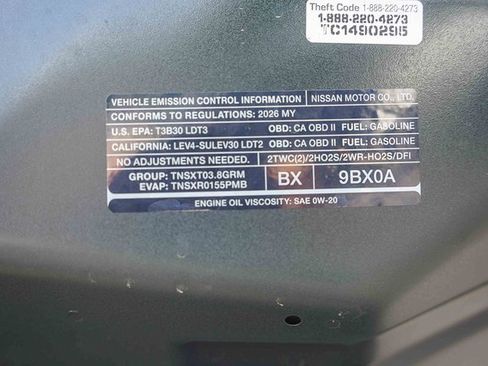 Theft Code 1-888-220-4273
1-888-220-4273
TC1490295
VEHICLE EMISSION CONTROL INFORMATION NISSAN MOTOR CO., LTD.
CONFORMS TO REGULATIONS: 2026 MY
U.S. EPA: T3B30 LDT3 OBD: CA OBD II FUEL: GASOLINE
CALIFORNIA: LEV4-SULEV30 LDT2 OBD: CA OBD II FUEL: GASOLINE
NO ADJUSTMENTS NEEDED. 2TWC(2)/2HO2S/2WR-HO2S/DFI
GROUP: TNSXT03.8GRM BX 9BX0A
EVAP: TNSXR0155PMB
ENGINE OIL VISCOSITY: SAE 0W-20